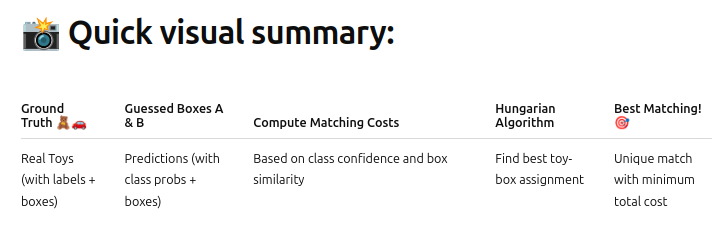 📸 Quick visual summary:
Ground Truth 🧸🚗
Guessed Boxes A & B
Compute Matching Costs
Hungarian Algorithm
Best Matching! 🎯
Real Toys (with labels + boxes)
Predictions (with class probs + boxes)
Based on class confidence and box similarity
Find best toy-box assignment
Unique match with minimum total cost